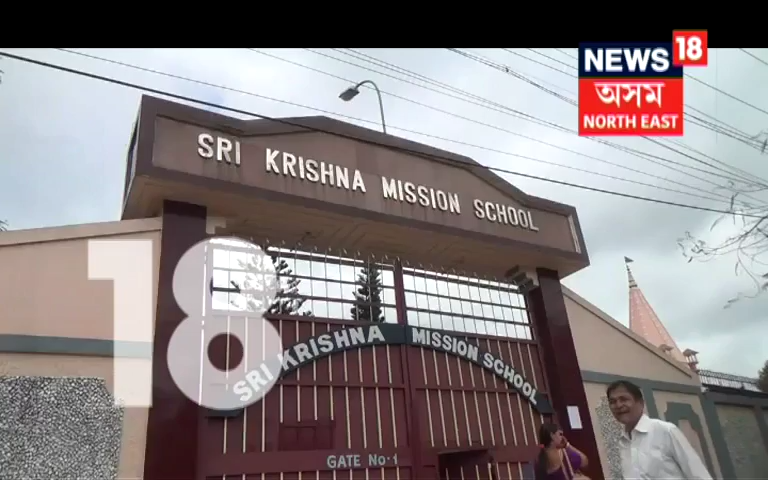 NEWS 18
অসম
NORTH EAST
SRI KRISHNA MISSION SCHOOL
18
SRI KRISHNA MISSION SCHOOL
GATE No-1